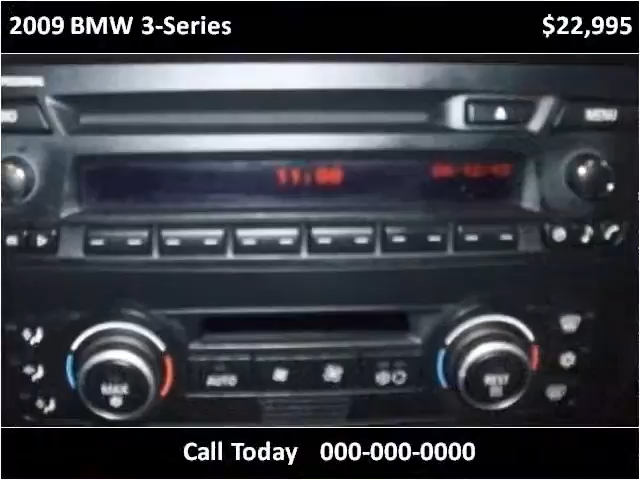 2009 BMW 3-Series $22,995
MENU
11:00
MAX AUTO REST
Call Today 000-000-0000